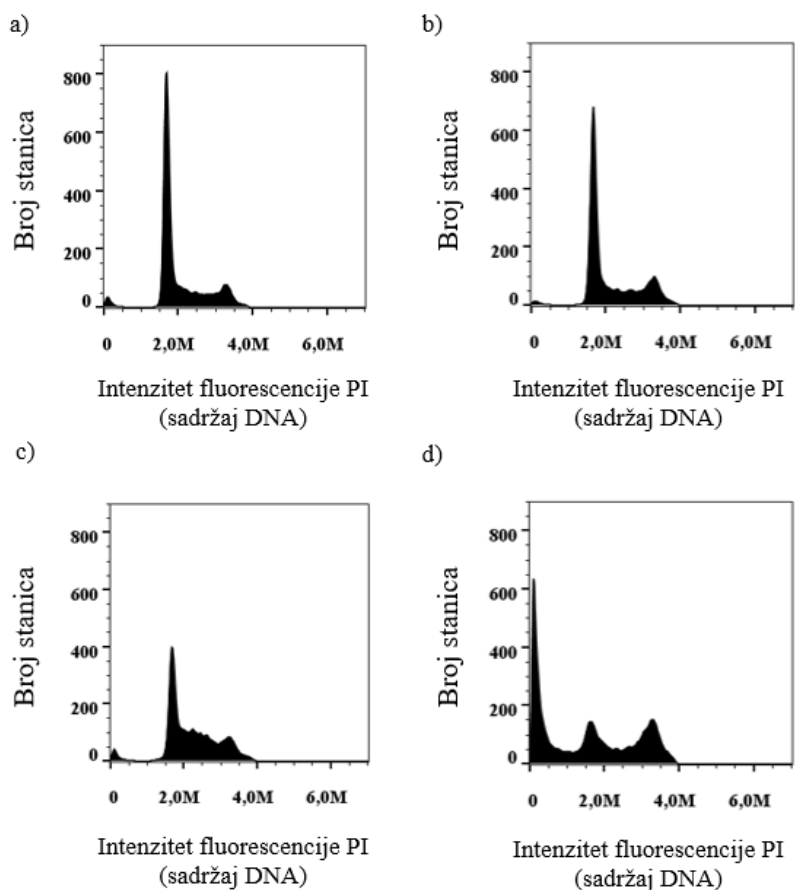 a)
800
600
400
200
0
Broj stanica
0 2,0M 4,0M 6,0M
Intenzitet fluorescencije PI
(sadržaj DNA)
b)
800
600
400
200
0
Broj stanica
0 2,0M 4,0M 6,0M
Intenzitet fluorescencije PI
(sadržaj DNA)
c)
800
600
400
200
0
Broj stanica
0 2,0M 4,0M 6,0M
Intenzitet fluorescencije PI
(sadržaj DNA)
d)
800
600
400
200
0
Broj stanica
0 2,0M 4,0M 6,0M
Intenzitet fluorescencije PI
(sadržaj DNA)